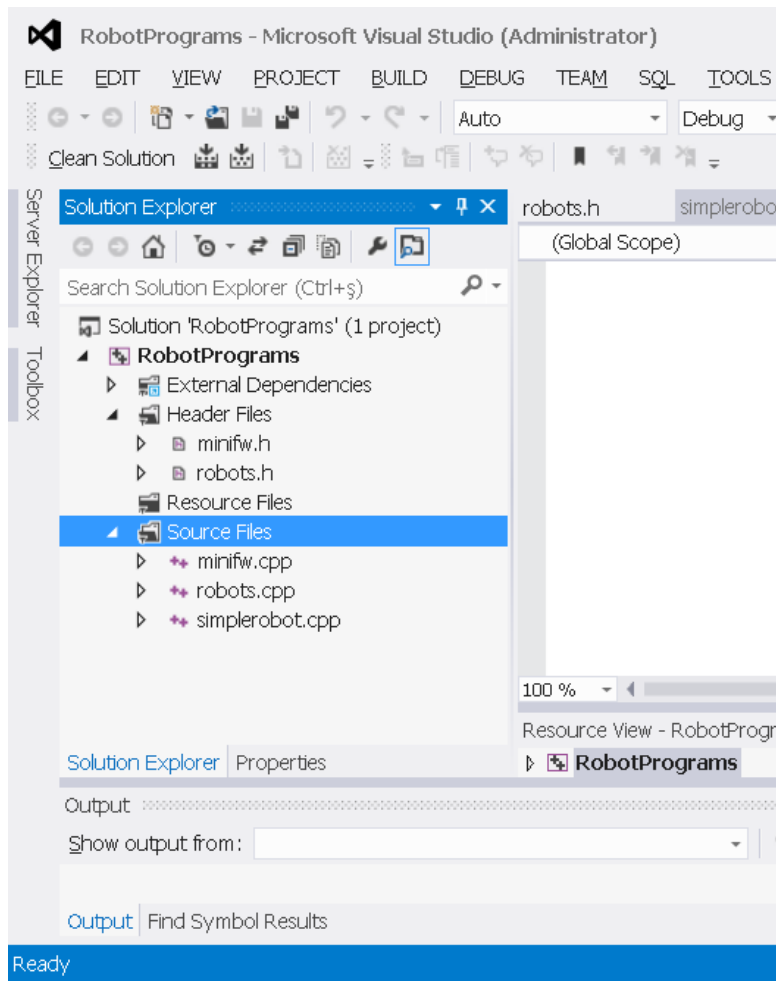 RobotPrograms - Microsoft Visual Studio (Administrator)
FILE EDIT VIEW PROJECT BUILD DEBUG TEAM SQL TOOLS
Auto Debug
Clean Solution
Server Explorer
Toolbox
Solution Explorer
Search Solution Explorer (Ctrl+ş)
Solution 'RobotPrograms' (1 project)
RobotPrograms
External Dependencies
Header Files
minifw.h
robots.h
Resource Files
Source Files
minifw.cpp
robots.cpp
simplerobot.cpp
Solution Explorer Properties
robots.h simplerobo
(Global Scope)
100 %
Resource View - RobotProgr
RobotPrograms
Output
Show output from:
Output Find Symbol Results
Ready